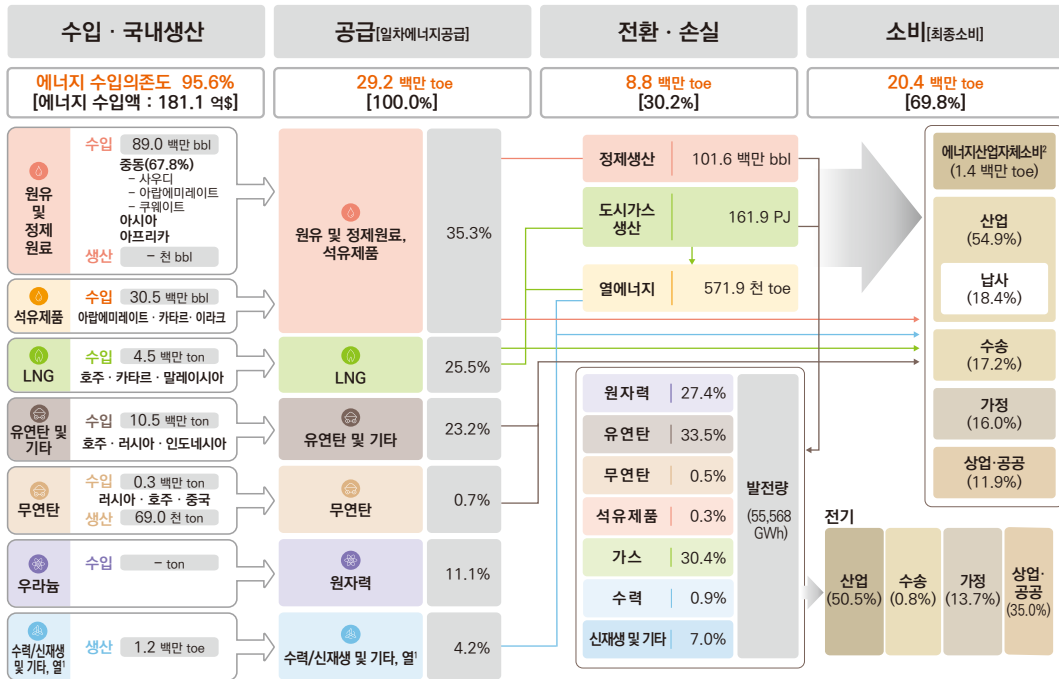 수입 · 국내생산
에너지 수입의존도 95.6%
[에너지 수입액 : 181.1 억$]
원유
및
정제
원료
수입 89.0 백만 bbl
중동(67.8%)
– 사우디
– 아랍에미레이트
– 쿠웨이트
아시아
아프리카
생산 – 천 bbl
석유제품
수입 30.5 백만 bbl
아랍에미레이트 · 카타르 · 이라크
LNG
수입 4.5 백만 ton
호주 · 카타르 · 말레이시아
유연탄 및
기타
수입 10.5 백만 ton
호주 · 러시아 · 인도네시아
무연탄
수입 0.3 백만 ton
러시아 · 호주 · 중국
생산 69.0 천 ton
우라늄
수입 – ton
수력/신재생
및 기타, 열¹
생산 1.2 백만 toe
공급[일차에너지공급]
29.2 백만 toe
[100.0%]
원유 및 정제원료,
석유제품
35.3%
LNG
25.5%
유연탄 및 기타
23.2%
무연탄
0.7%
원자력
11.1%
수력/신재생 및 기타, 열¹
4.2%
전환 · 손실
8.8 백만 toe
[30.2%]
정제생산 101.6 백만 bbl
도시가스
생산
161.9 PJ
열에너지 571.9 천 toe
원자력 27.4%
유연탄 33.5%
무연탄 0.5%
석유제품 0.3%
가스 30.4%
수력 0.9%
신재생 및 기타 7.0%
발전량
(55,568
GWh)
소비[최종소비]
20.4 백만 toe
[69.8%]
에너지산업자체소비²
(1.4 백만 toe)
산업
(54.9%)
납사
(18.4%)
수송
(17.2%)
가정
(16.0%)
상업·공공
(11.9%)
전기
산업
(50.5%)
수송
(0.8%)
가정
(13.7%)
상업·
공공
(35.0%)